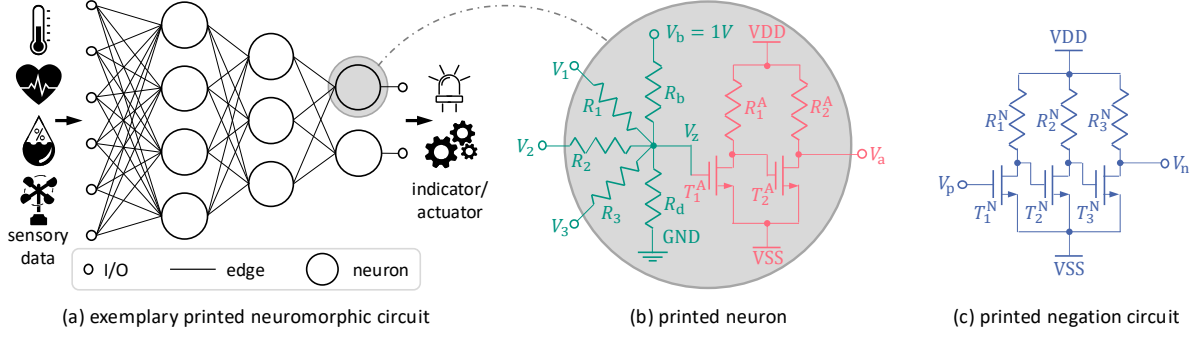 sensory
data
indicator/
actuator
I/O
edge
neuron
(a) exemplary printed neuromorphic circuit
V_b = 1V
VDD
V_1
R_1
R_b
R_1^A
R_2^A
V_z
V_2
R_2
V_a
T_1^A
T_2^A
R_3
R_d
V_3
GND
VSS
(b) printed neuron
VDD
R_1^N
R_2^N
R_3^N
V_p
V_n
T_1^N
T_2^N
T_3^N
VSS
(c) printed negation circuit